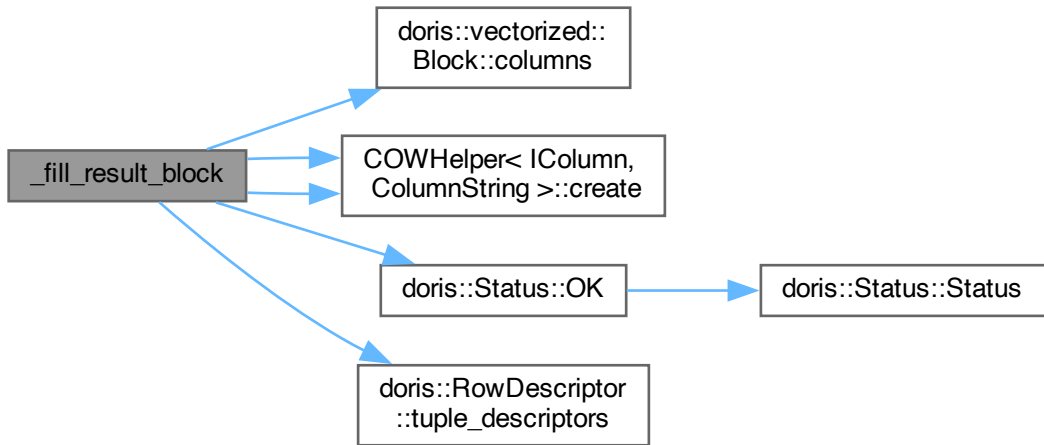 doris::vectorized::
Block::columns
_fill_result_block
COWHelper< IColumn,
ColumnString >::create
doris::Status::OK
doris::Status::Status
doris::RowDescriptor
::tuple_descriptors